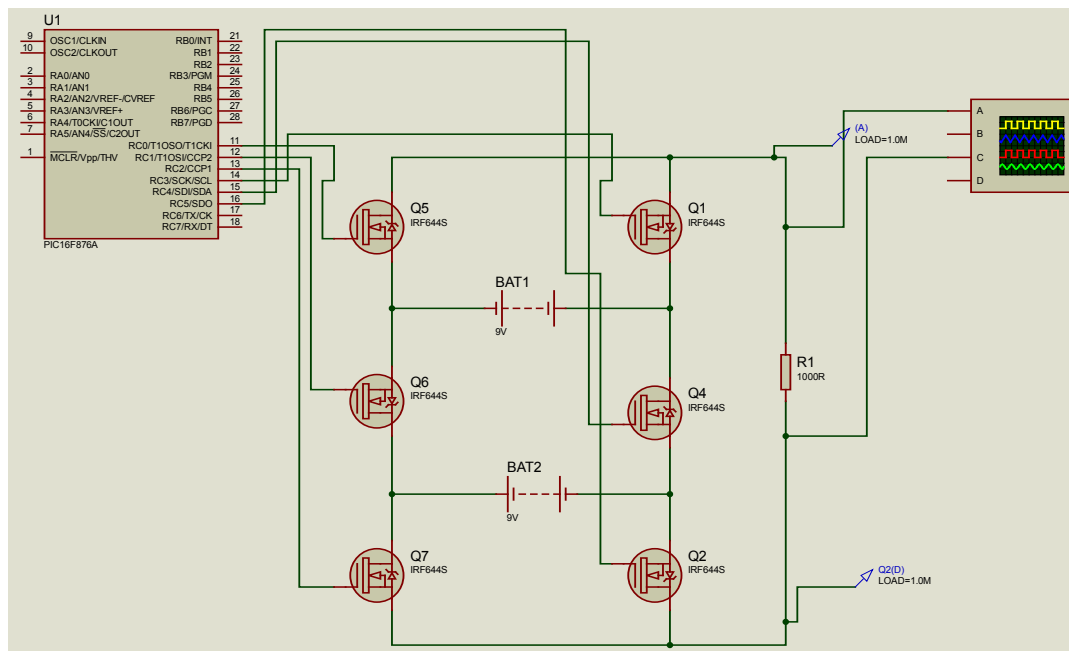 U1
9 OSC1/CLKIN RB0/INT 21
10 OSC2/CLKOUT RB1 22
RB2 23
2 RA0/AN0 RB3/PGM 24
3 RA1/AN1 RB4 25
4 RA2/AN2/VREF-/CVREF RB5 26
5 RA3/AN3/VREF+ RB6/PGC 27
6 RA4/T0CKI/C1OUT RB7/PGD 28
7 RA5/AN4/SS/C2OUT
RC0/T1OSO/T1CKI 11
1 MCLR/Vpp/THV RC1/T1OSI/CCP2 12
RC2/CCP1 13
RC3/SCK/SCL 14
RC4/SDI/SDA 15
RC5/SDO 16
RC6/TX/CK 17
RC7/RX/DT 18
PIC16F876A
(A)
LOAD=1.0M
A
B
C
D
Q5
IRF644S
Q1
IRF644S
BAT1
9V
R1
1000R
Q6
IRF644S
Q4
IRF644S
BAT2
9V
Q7
IRF644S
Q2
IRF644S
Q2(D)
LOAD=1.0M